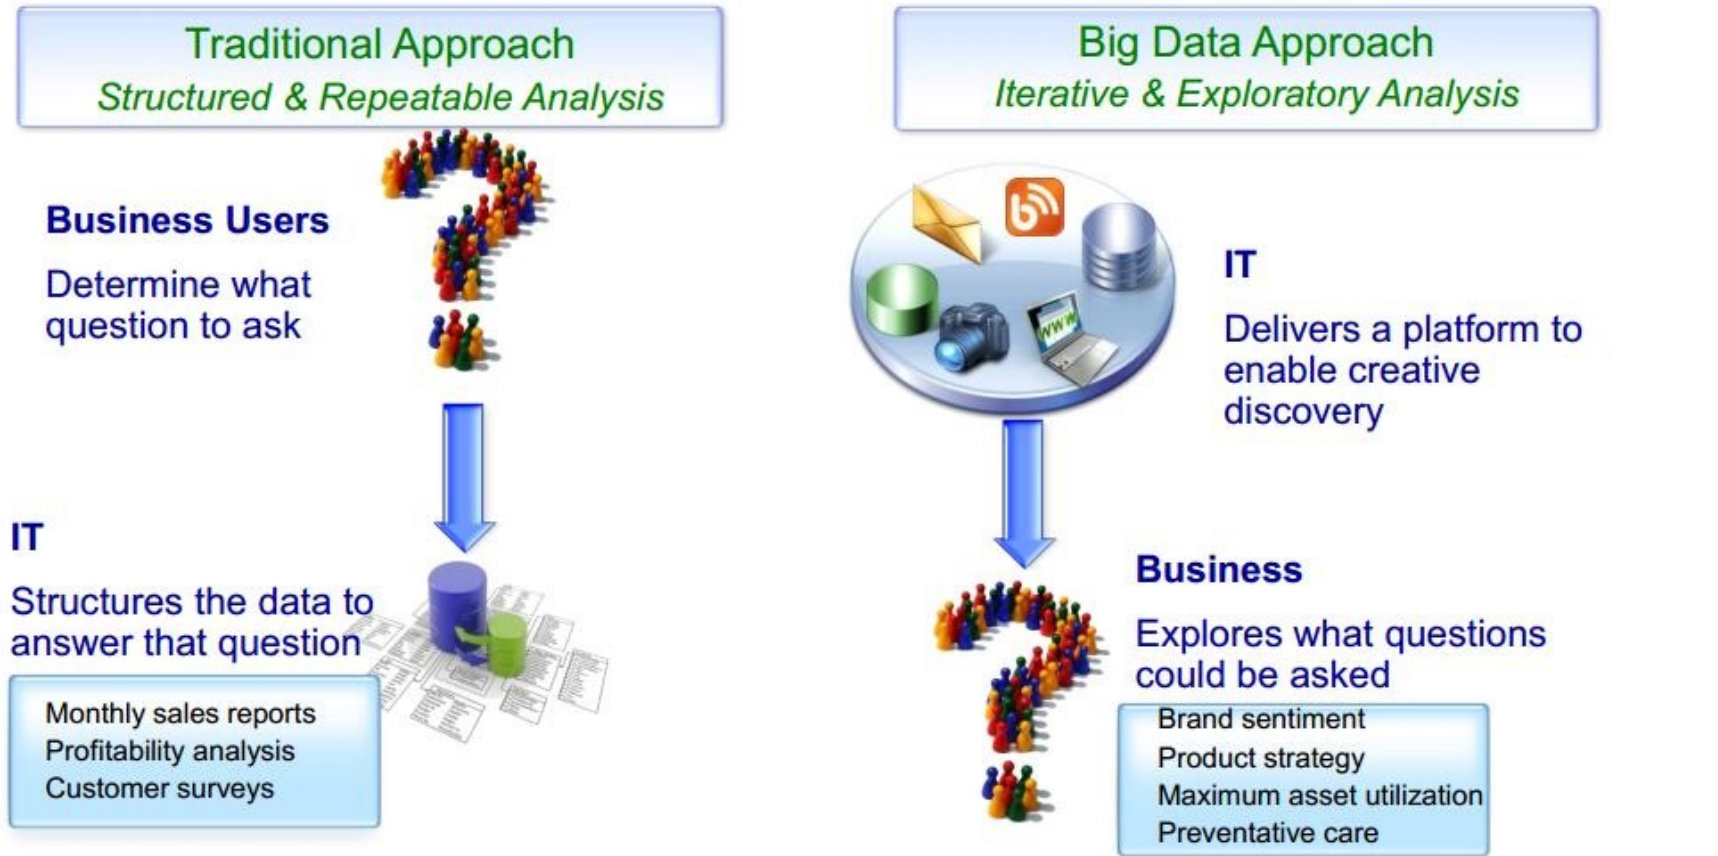 Traditional Approach
Structured & Repeatable Analysis
Business Users
Determine what
question to ask
IT
Structures the data to
answer that question
Monthly sales reports
Profitability analysis
Customer surveys
Big Data Approach
Iterative & Exploratory Analysis
www
IT
Delivers a platform to
enable creative
discovery
Business
Explores what questions
could be asked
Brand sentiment
Product strategy
Maximum asset utilization
Preventative care